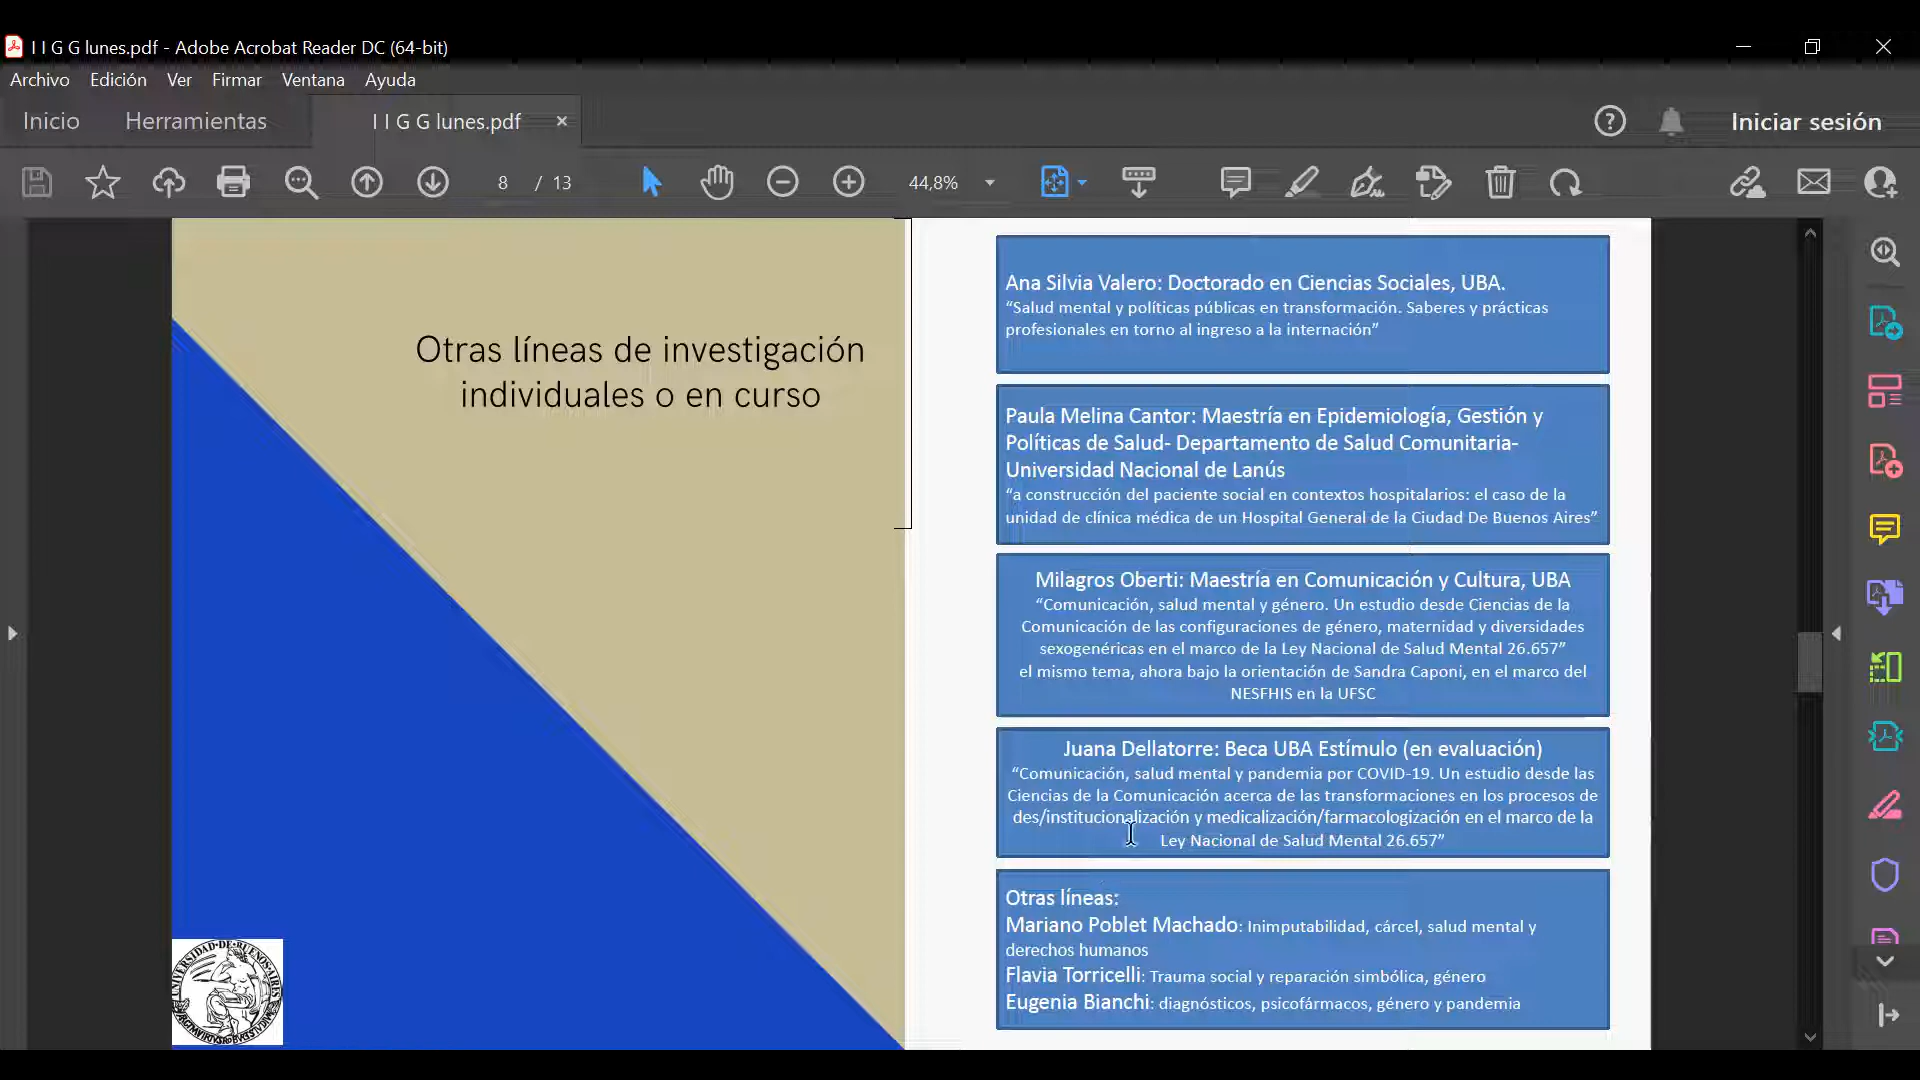 I I G G lunes.pdf - Adobe Acrobat Reader DC (64-bit)
Archivo Edición Ver Firmar Ventana Ayuda
Inicio Herramientas I I G G lunes.pdf × Iniciar sesión
8 / 13 44,8%
Otras líneas de investigación
individuales o en curso
Ana Silvia Valero: Doctorado en Ciencias Sociales, UBA.
“Salud mental y políticas públicas en transformación. Saberes y prácticas
profesionales en torno al ingreso a la internación”
Paula Melina Cantor: Maestría en Epidemiología, Gestión y
Políticas de Salud- Departamento de Salud Comunitaria-
Universidad Nacional de Lanús
“a construcción del paciente social en contextos hospitalarios: el caso de la
unidad de clínica médica de un Hospital General de la Ciudad De Buenos Aires”
Milagros Oberti: Maestría en Comunicación y Cultura, UBA
“Comunicación, salud mental y género. Un estudio desde Ciencias de la
Comunicación de las configuraciones de género, maternidad y diversidades
sexogenéricas en el marco de la Ley Nacional de Salud Mental 26.657”
el mismo tema, ahora bajo la orientación de Sandra Caponi, en el marco del
NESFHIS en la UFSC
Juana Dellatorre: Beca UBA Estímulo (en evaluación)
“Comunicación, salud mental y pandemia por COVID-19. Un estudio desde las
Ciencias de la Comunicación acerca de las transformaciones en los procesos de
des/institucionalización y medicalización/farmacologización en el marco de la
Ley Nacional de Salud Mental 26.657”
Otras líneas:
Mariano Poblet Machado: Inimputabilidad, cárcel, salud mental y
derechos humanos
Flavia Torricelli: Trauma social y reparación simbólica, género
Eugenia Bianchi: diagnósticos, psicofármacos, género y pandemia